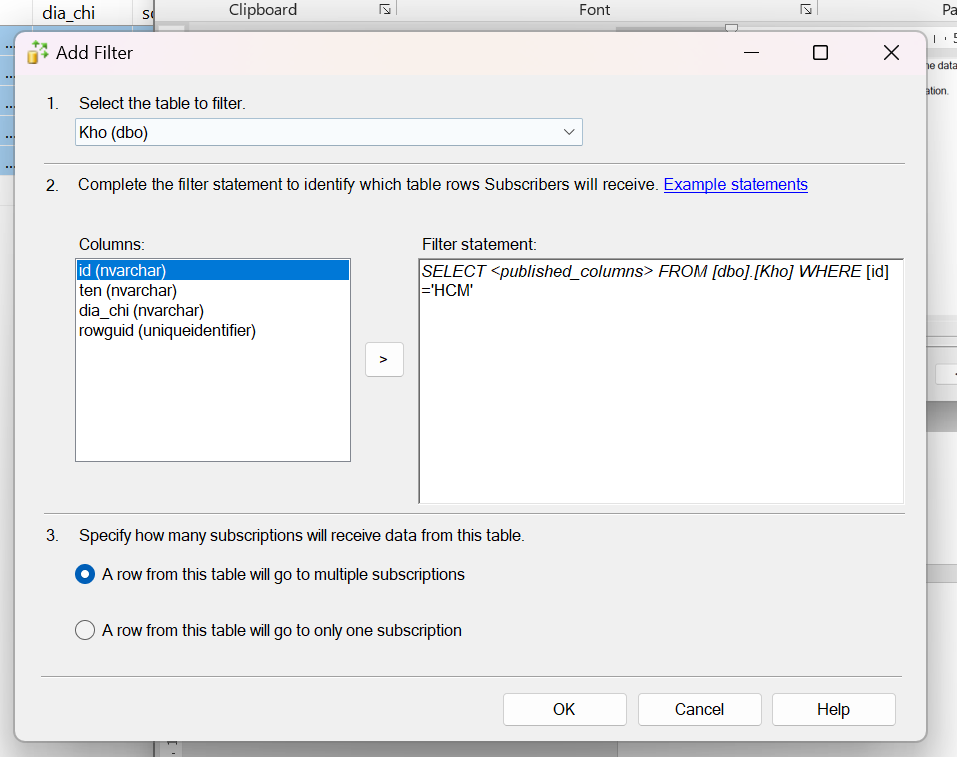 dia_chi
Clipboard
Font
Add Filter
1. Select the table to filter.
Kho (dbo)
2. Complete the filter statement to identify which table rows Subscribers will receive. Example statements
Columns:
Filter statement:
id (nvarchar)
ten (nvarchar)
dia_chi (nvarchar)
rowguid (uniqueidentifier)
>
SELECT <published_columns> FROM [dbo].[Kho] WHERE [id]
='HCM'
3. Specify how many subscriptions will receive data from this table.
A row from this table will go to multiple subscriptions
A row from this table will go to only one subscription
OK
Cancel
Help